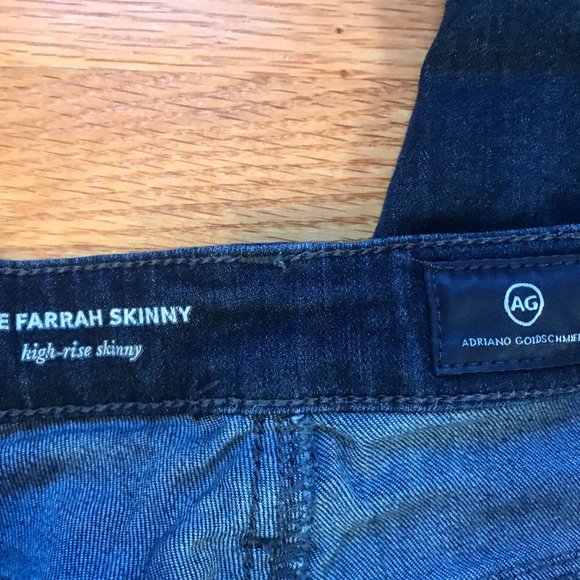 E FARRAH SKINNY
high-rise skinny
AG
ADRIANO GOLDSCHMIE